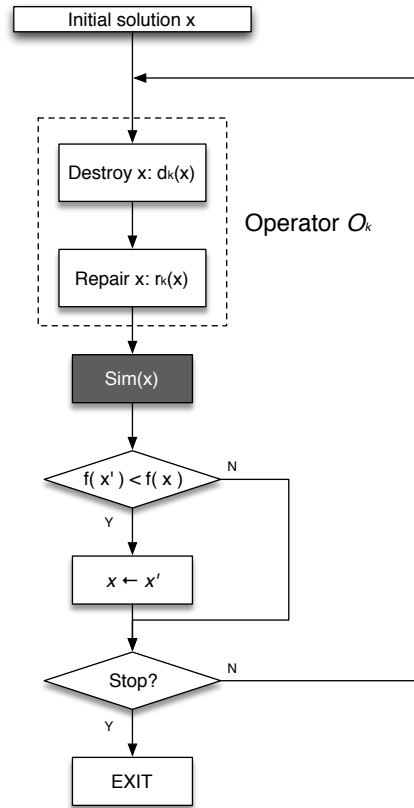 Initial solution x
Destroy x: dₖ(x)
Operator Oₖ
Repair x: rₖ(x)
Sim(x)
f( x' ) < f( x )
N
Y
x ← x'
Stop?
N
Y
EXIT